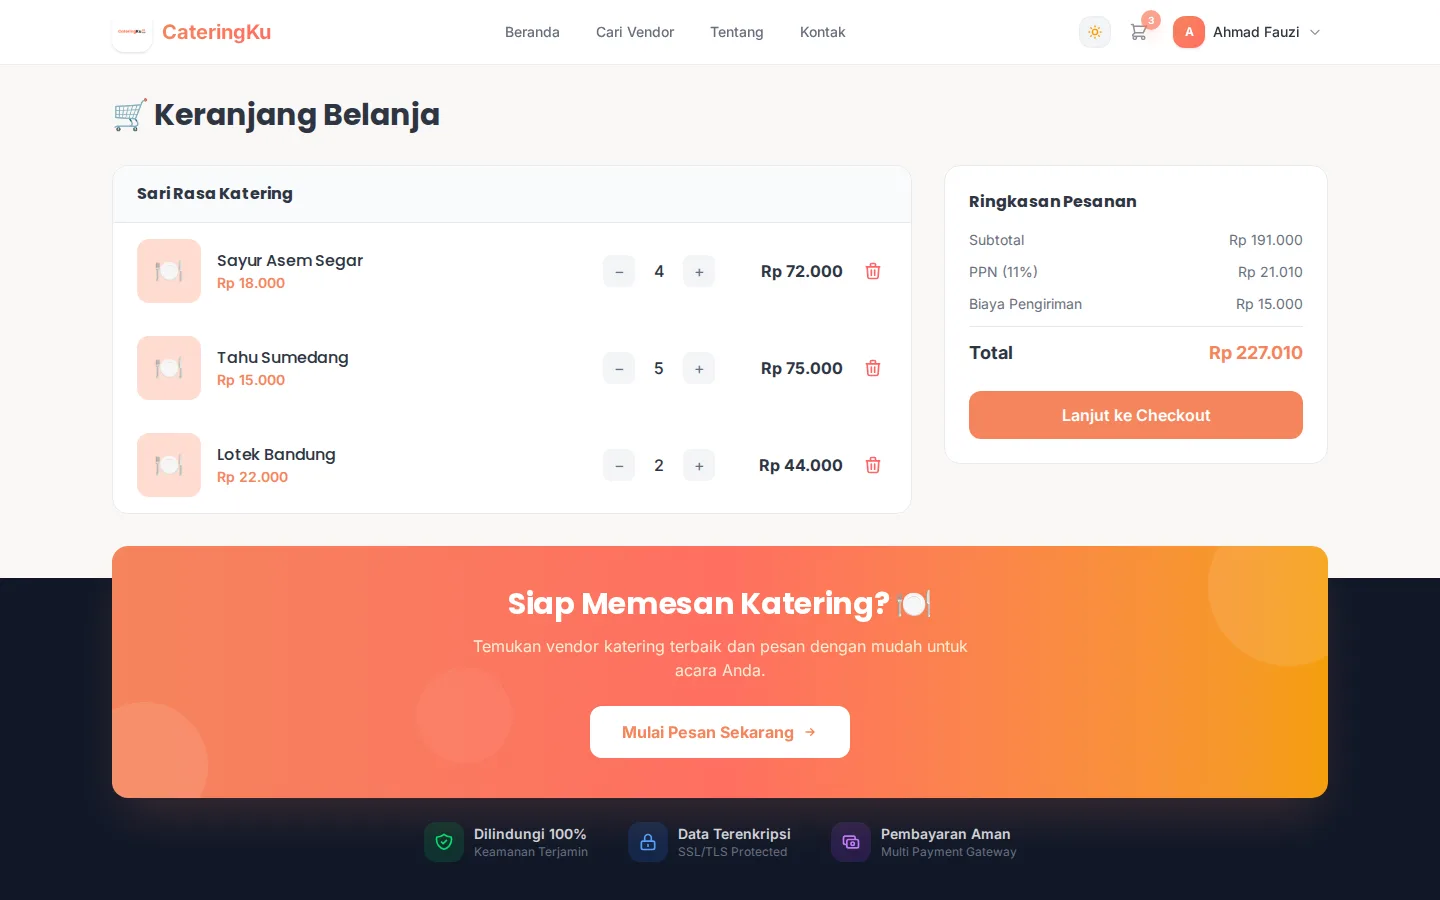 CateringKu
Beranda
Cari Vendor
Tentang
Kontak
3
A
Ahmad Fauzi
Keranjang Belanja
Sari Rasa Katering
Sayur Asem Segar
Rp 18.000
−
4
+
Rp 72.000
Tahu Sumedang
Rp 15.000
−
5
+
Rp 75.000
Lotek Bandung
Rp 22.000
−
2
+
Rp 44.000
Ringkasan Pesanan
Subtotal
Rp 191.000
PPN (11%)
Rp 21.010
Biaya Pengiriman
Rp 15.000
Total
Rp 227.010
Lanjut ke Checkout
Siap Memesan Katering?
Temukan vendor katering terbaik dan pesan dengan mudah untuk
acara Anda.
Mulai Pesan Sekarang →
Dilindungi 100%
Keamanan Terjamin
Data Terenkripsi
SSL/TLS Protected
Pembayaran Aman
Multi Payment Gateway